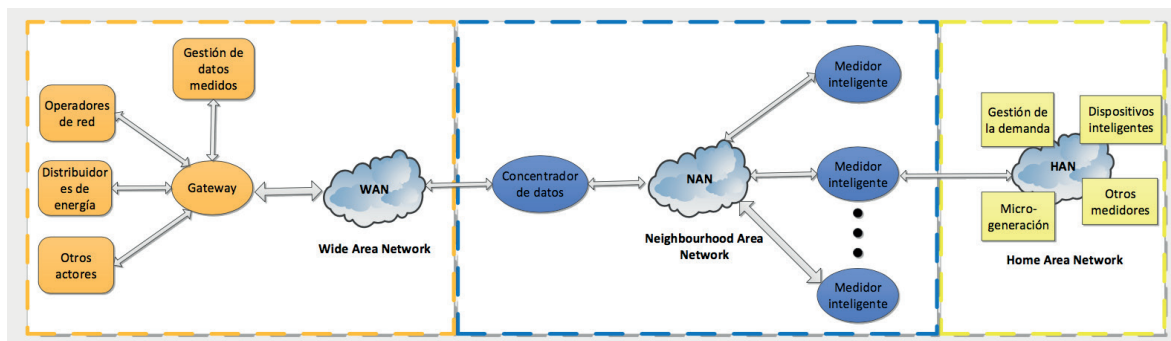 Gestión de
datos
medidos
Operadores
de red
Distribuidor
es de
energía
Otros
actores
Gateway
WAN
Wide Area Network
Concentrador
de datos
NAN
Neighbourhood Area
Network
Medidor
inteligente
Medidor
inteligente
Medidor
inteligente
Gestión de
la demanda
Dispositivos
inteligentes
HAN
Micro-
generación
Otros
medidores
Home Area Network